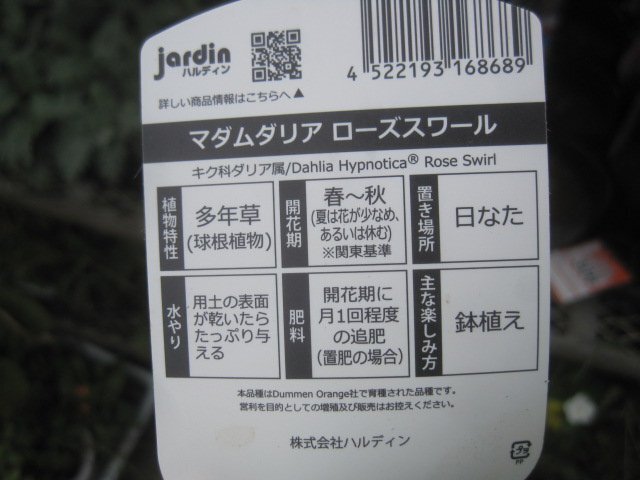 jardin
ハルディン
詳しい商品情報はこちらへ▲
4 522193 168689
マダムダリア ローズスワール
キク科ダリア属/Dahlia Hypnotica® Rose Swirl
植物特性
多年草
(球根植物)
開花期
春～秋
(夏は花が少なめ、
あるいは休む)
※関東基準
置き場所
日なた
水やり
用土の表面
が乾いたら
たっぷり与
える
肥料
開花期に
月1回程度
の追肥
(置肥の場合)
主な楽しみ方
鉢植え
本品種はDummen Orange社で育種された品種です。
営利を目的としての増殖及び販売はお控えください。
株式会社ハルディン
プラ
PP